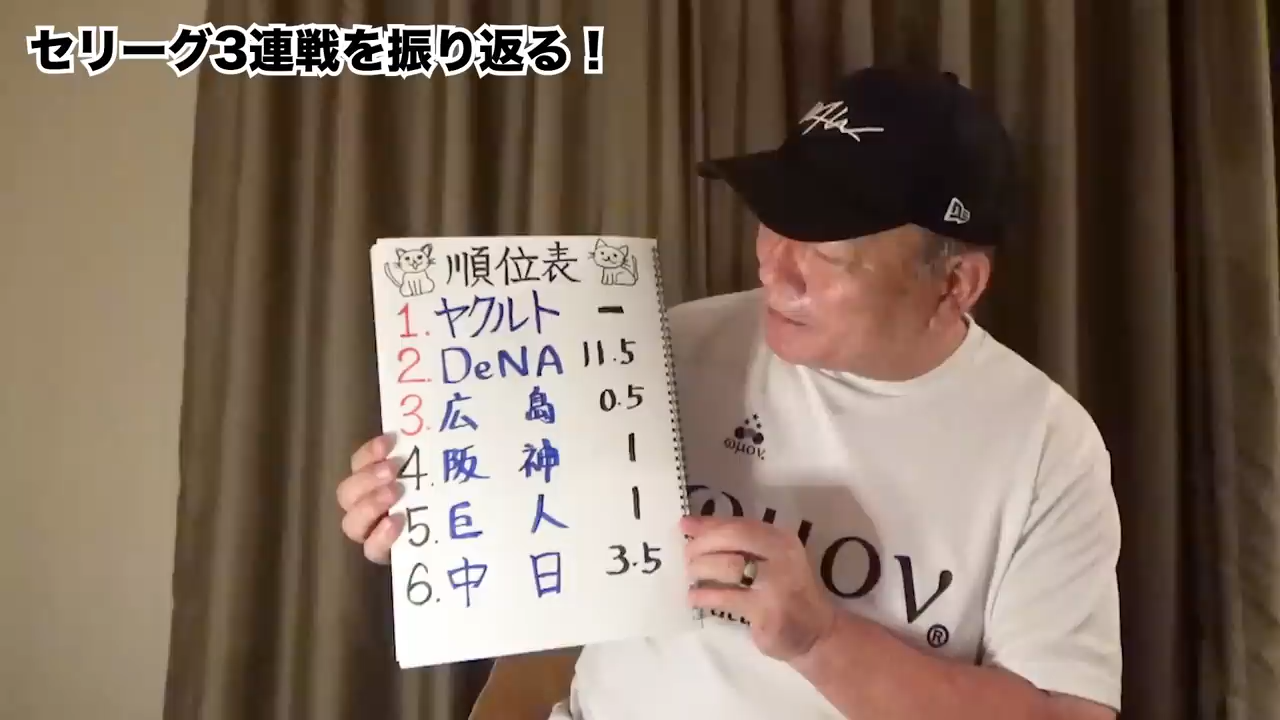 セリーグ3連戦を振り返る！
順位表
1. ヤクルト －
2. DeNA 11.5
3. 広島 0.5
4. 阪神 1
5. 巨人 1
6. 中日 3.5
ωμον.
ωμον®